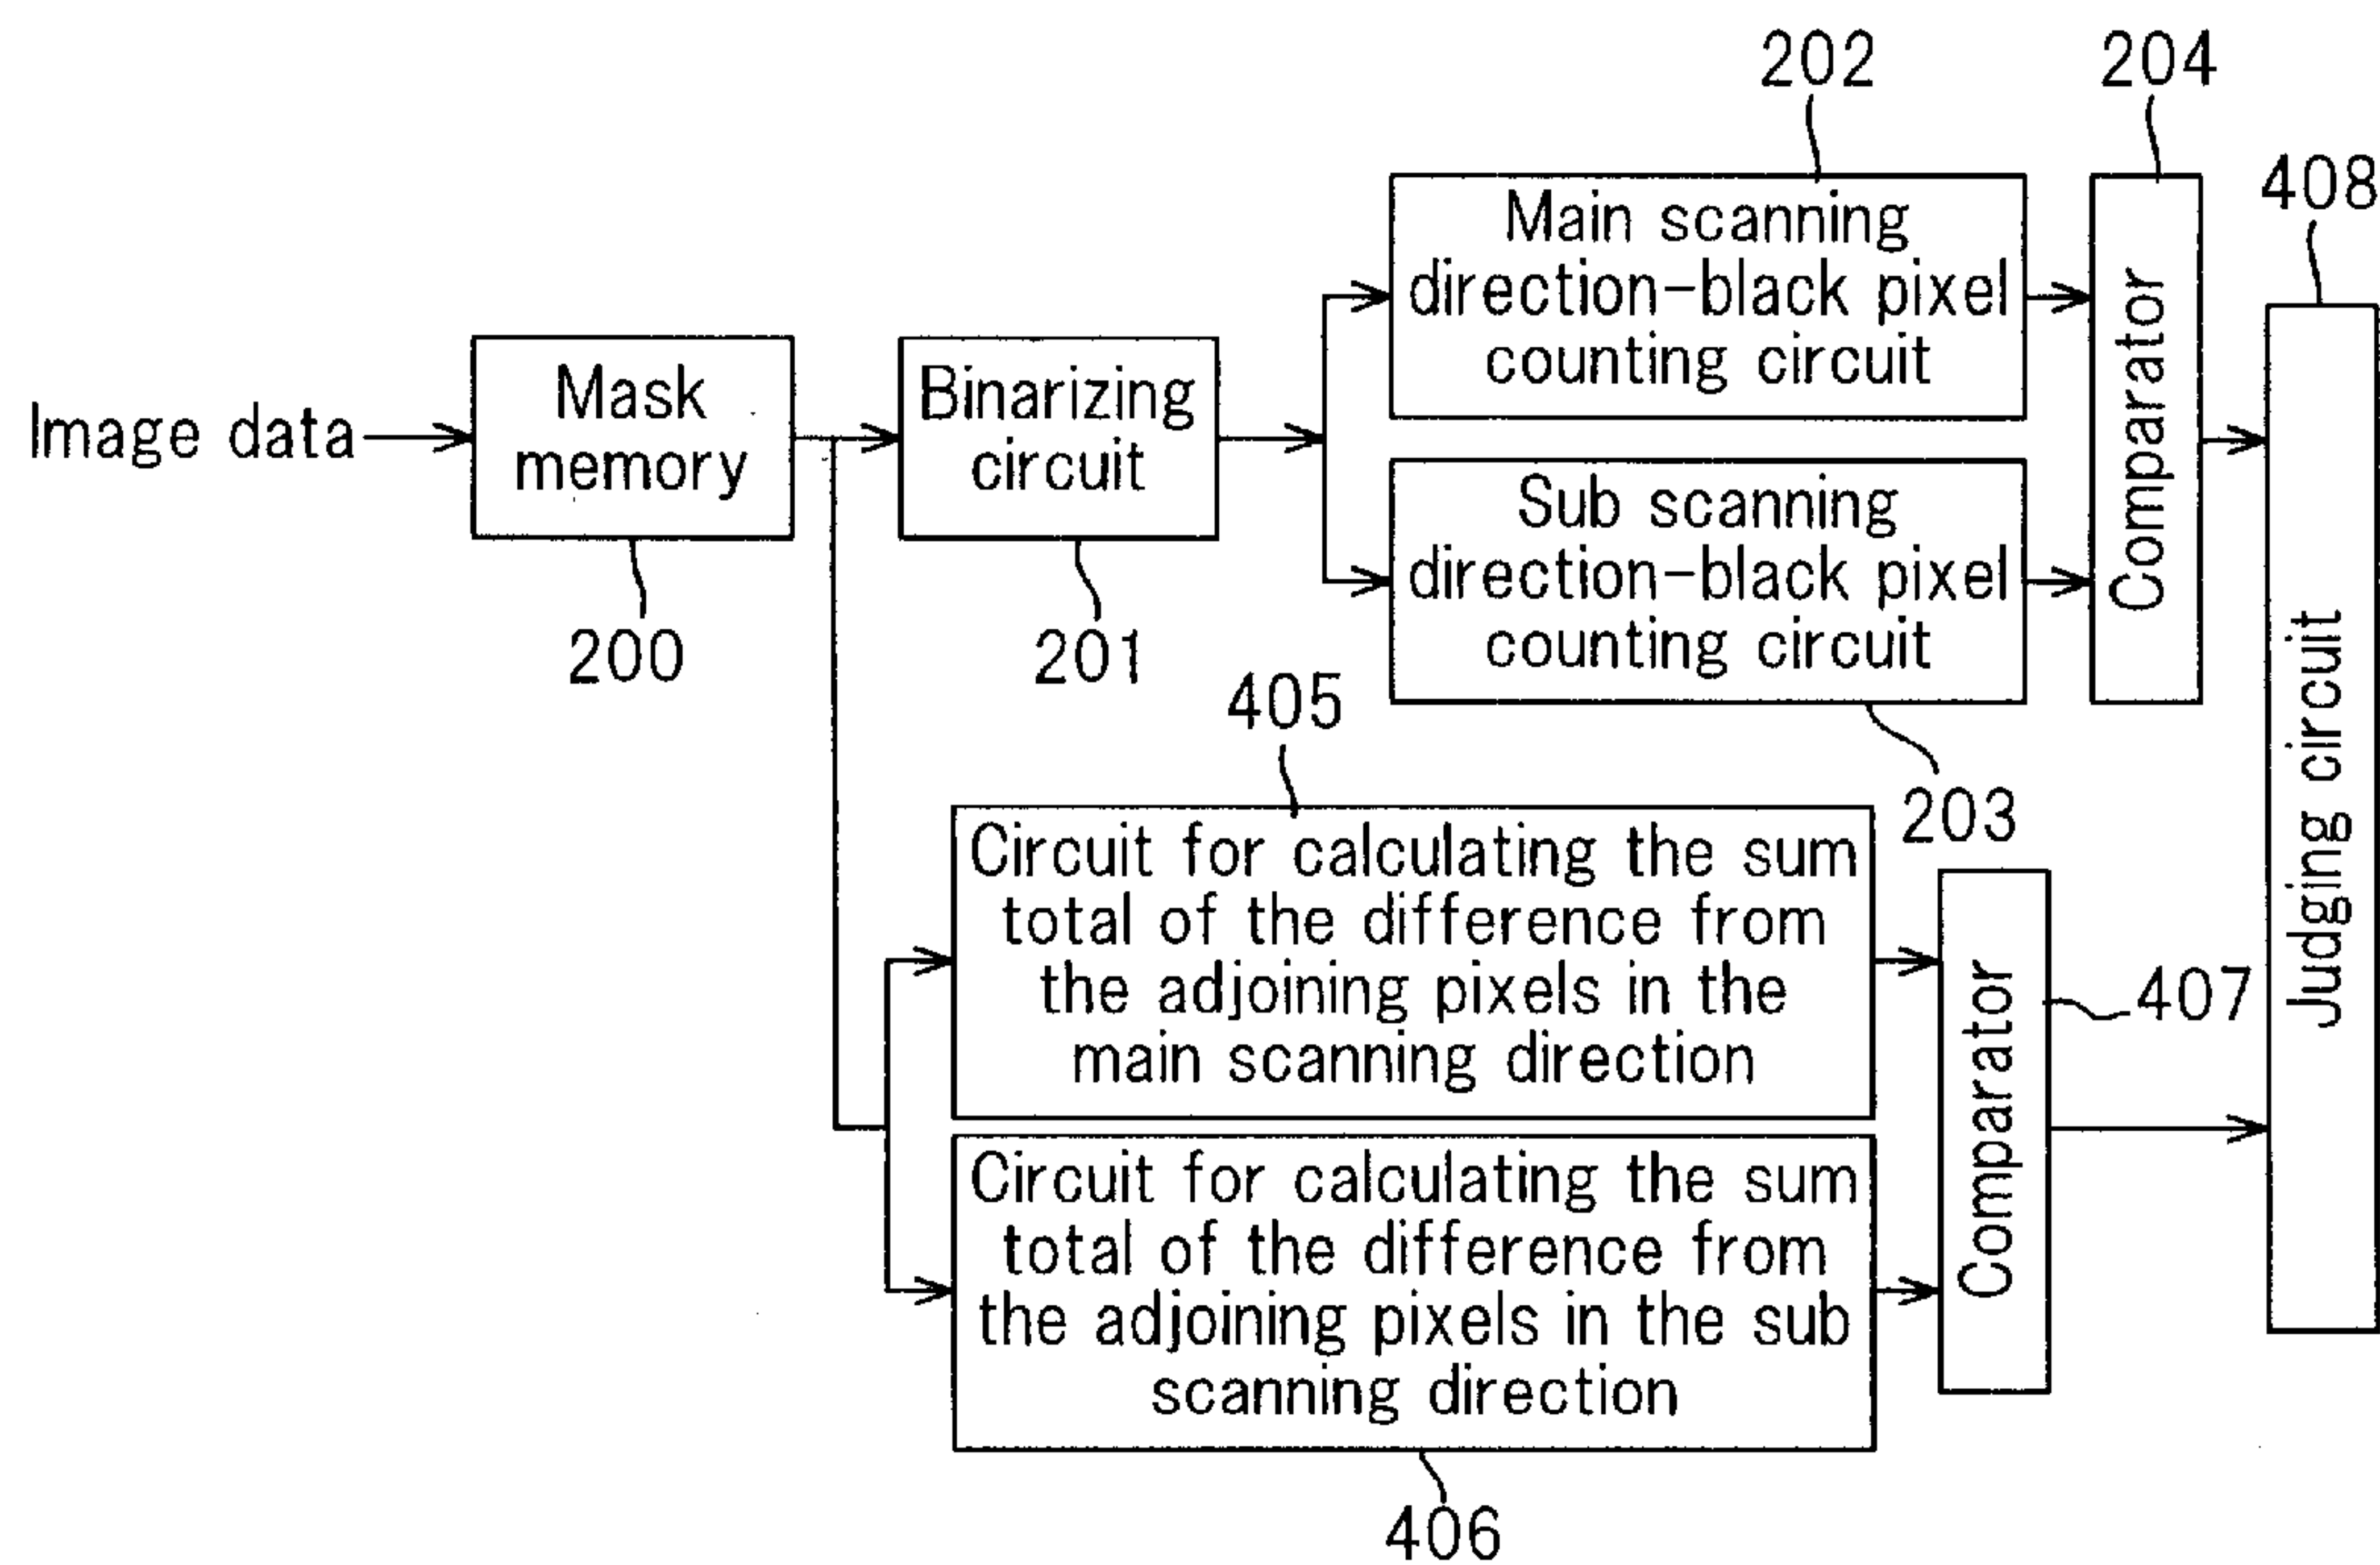 202
204
408
Main scanning
direction-black pixel
counting circuit
Comparator
Image data
Mask
memory
Binarizing
circuit
200
201
Sub scanning
direction-black pixel
counting circuit
203
Judging circuit
405
Circuit for calculating the sum
total of the difference from
the adjoining pixels in the
main scanning direction
Comparator
407
Circuit for calculating the sum
total of the difference from
the adjoining pixels in the sub
scanning direction
406